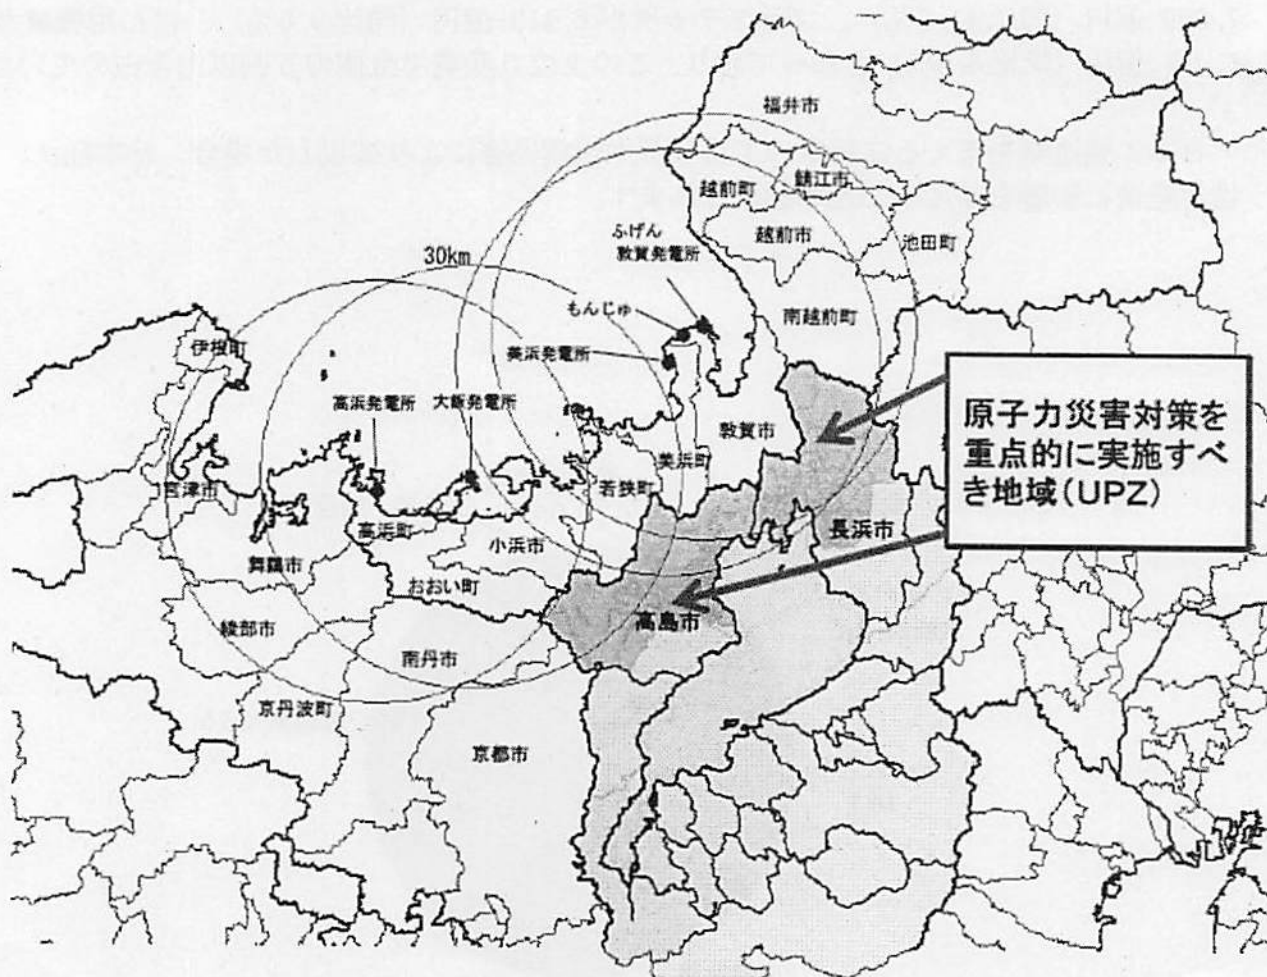 福井市
越前町
鯖江市
越前市
池田町
ふげん
敦賀発電所
30km
もんじゅ
南越前町
伊根町
美浜発電所
高浜発電所
大飯発電所
敦賀市
美浜町
若狭町
宮津市
高浜町
小浜市
長浜市
舞鶴市
おおい町
高島市
綾部市
南丹市
京丹波町
京都市
原子力災害対策を
重点的に実施すべ
き地域(UPZ)